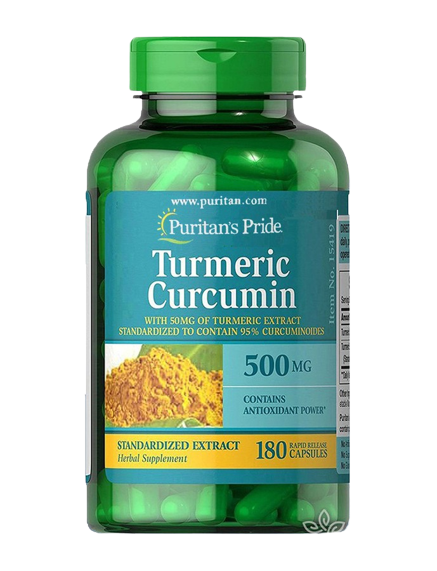 www.puritan.com
Puritan's Pride
Turmeric
Curcumin
WITH 50MG OF TURMERIC EXTRACT
STANDARDIZED TO CONTAIN 95% CURCUMINOIDES
500 MG
CONTAINS
ANTIOXIDANT POWER*
STANDARDIZED EXTRACT
Herbal Supplement
180 RAPID RELEASE
CAPSULES
Item No. 15419